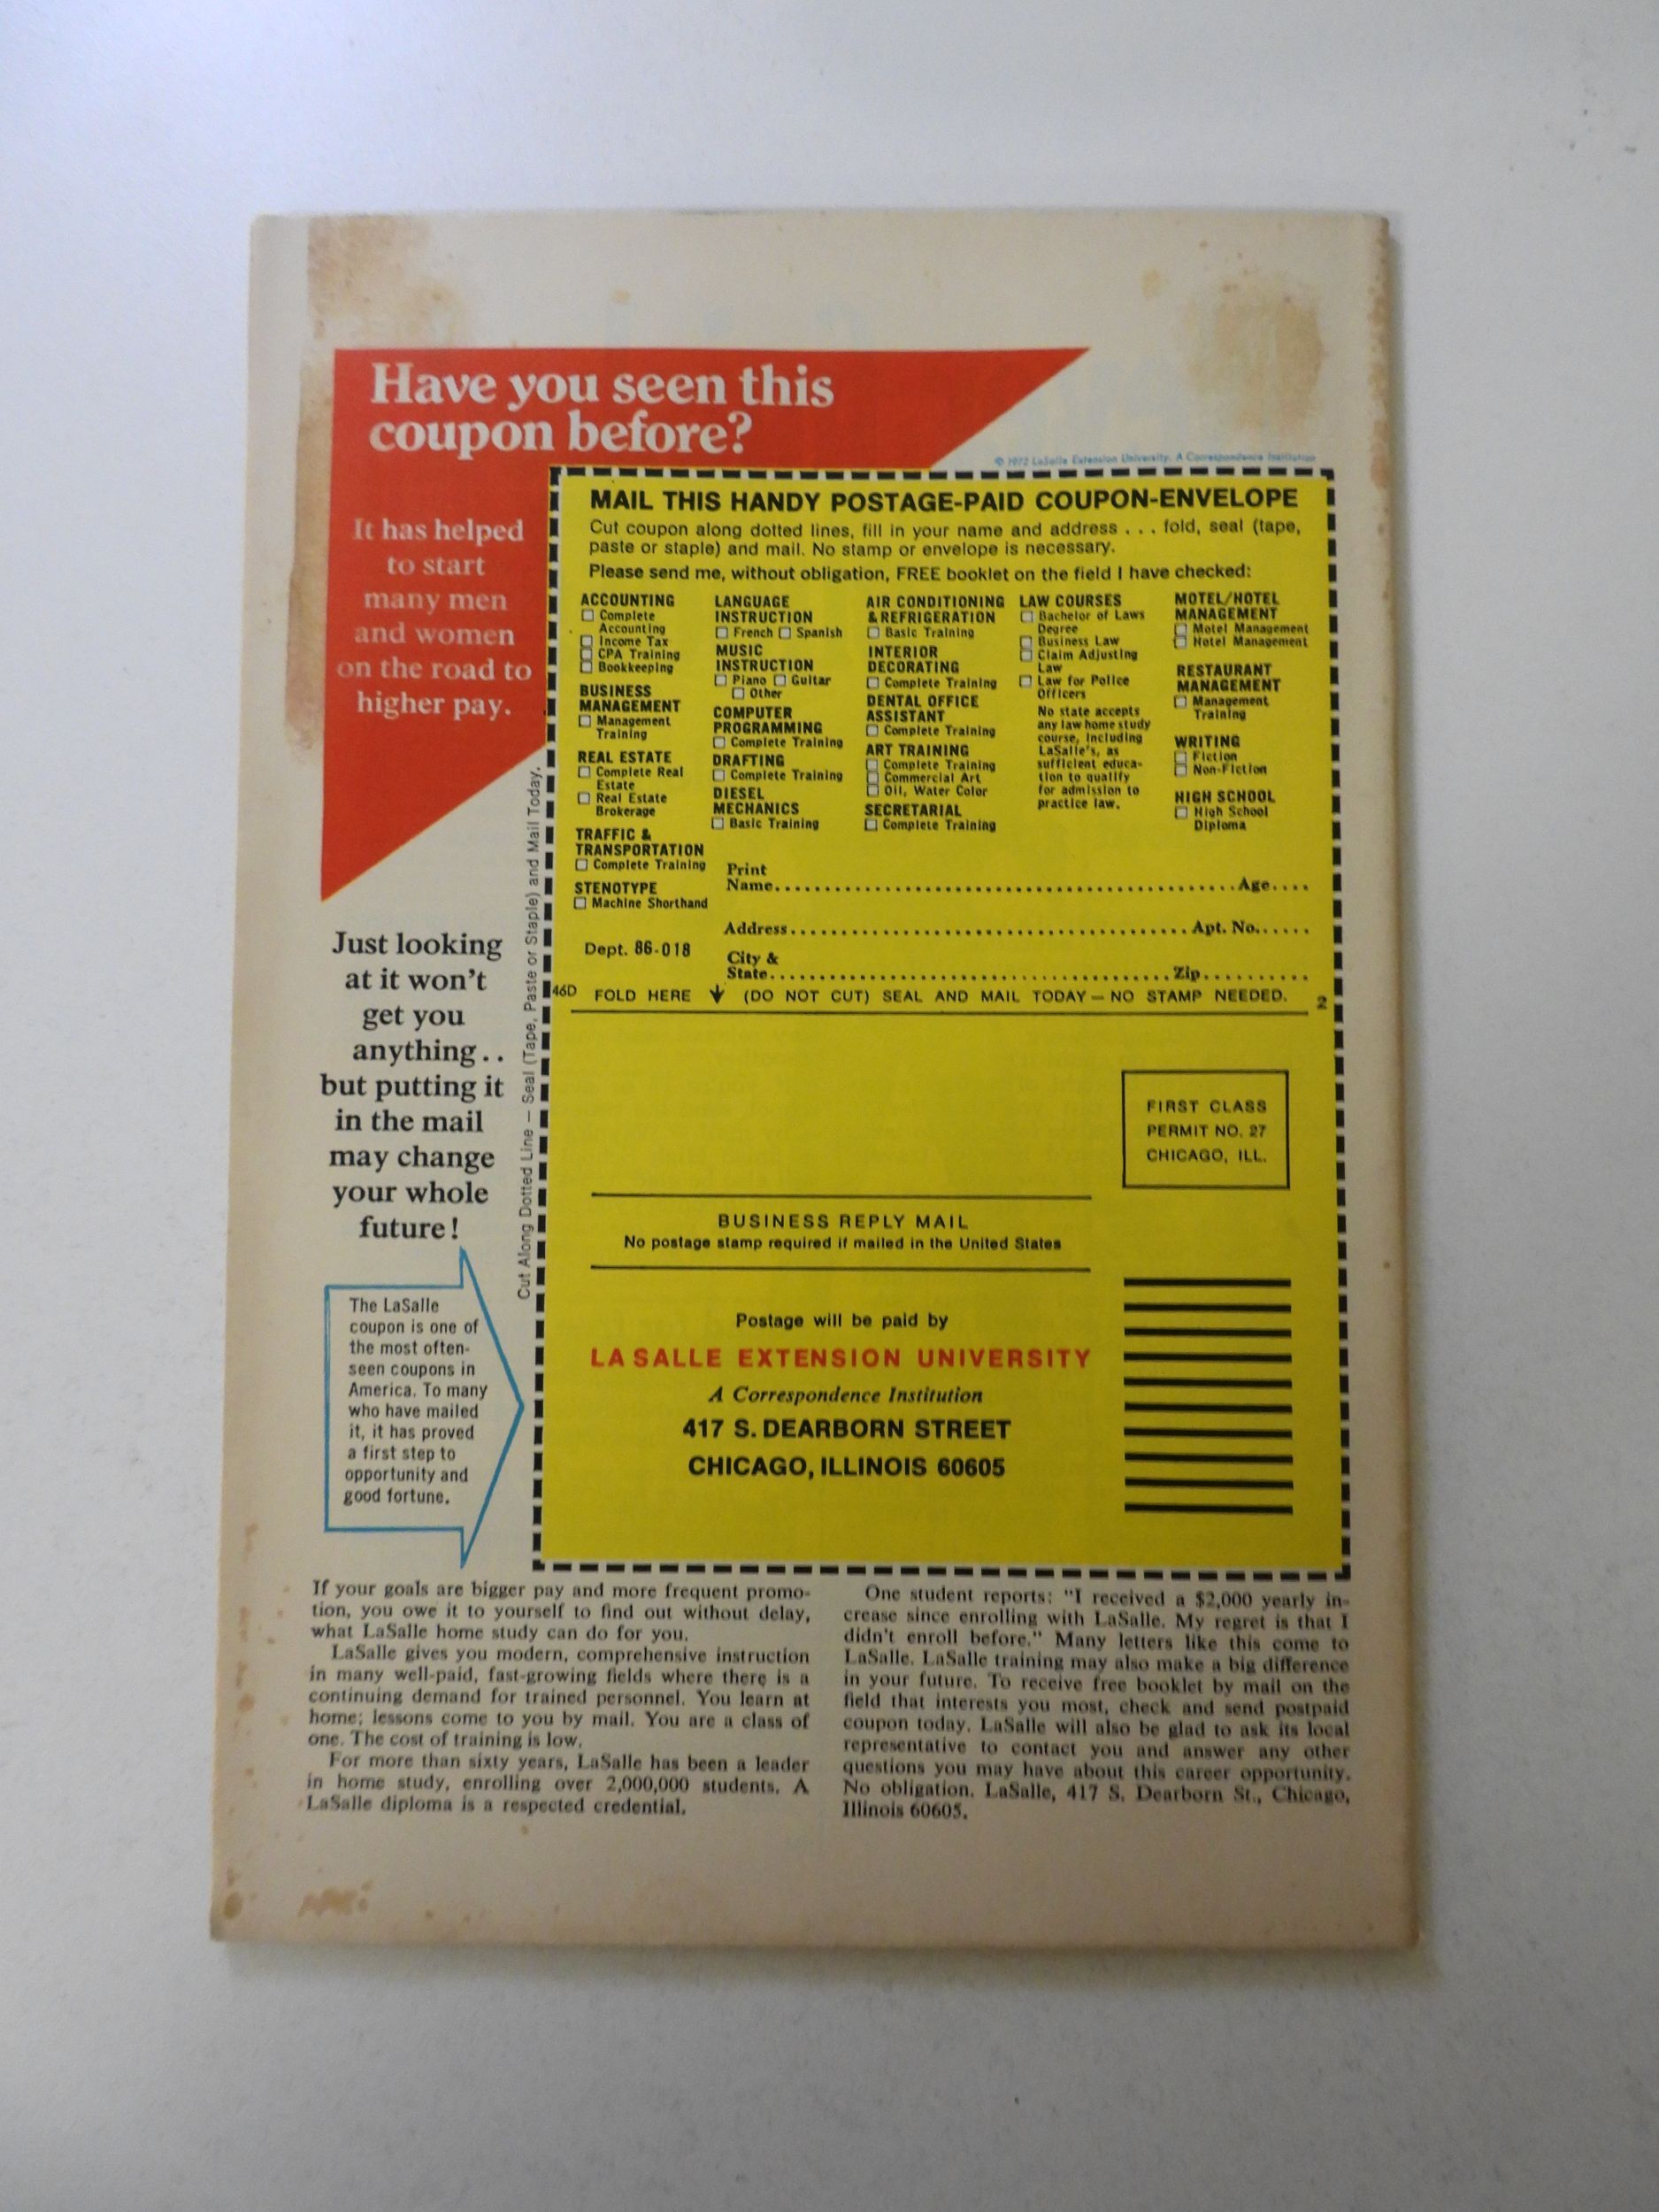 Have you seen this
coupon before?
© 1972 LaSalle Extension University. A Correspondence Institution
It has helped
to start
many men
and women
on the road to
higher pay.
Just looking
at it won't
get you
anything..
but putting it
in the mail
may change
your whole
future!
The LaSalle
coupon is one of
the most often-
seen coupons in
America. To many
who have mailed
it, it has proved
a first step to
opportunity and
good fortune.
Cut Along Dotted Line — Seal (Tape, Paste or Staple) and Mail Today.
MAIL THIS HANDY POSTAGE-PAID COUPON-ENVELOPE
Cut coupon along dotted lines, fill in your name and address . . . fold, seal (tape,
paste or staple) and mail. No stamp or envelope is necessary.
Please send me, without obligation, FREE booklet on the field I have checked:
ACCOUNTING
Complete
Accounting
Income Tax
CPA Training
Bookkeeping
BUSINESS
MANAGEMENT
Management
Training
REAL ESTATE
Complete Real
Estate
Real Estate
Brokerage
TRAFFIC &
TRANSPORTATION
Complete Training
STENOTYPE
Machine Shorthand
LANGUAGE
INSTRUCTION
French Spanish
MUSIC
INSTRUCTION
Piano Guitar
Other
COMPUTER
PROGRAMMING
Complete Training
DRAFTING
Complete Training
DIESEL
MECHANICS
Basic Training
AIR CONDITIONING
& REFRIGERATION
Basic Training
INTERIOR
DECORATING
Complete Training
DENTAL OFFICE
ASSISTANT
Complete Training
ART TRAINING
Complete Training
Commercial Art
Oil, Water Color
SECRETARIAL
Complete Training
LAW COURSES
Bachelor of Laws
Degree
Business Law
Claim Adjusting
Law
Law for Police
Officers
No state accepts
any law home study
course, including
LaSalle's, as
sufficient educa-
tion to qualify
for admission to
practice law.
MOTEL/HOTEL
MANAGEMENT
Motel Management
Hotel Management
RESTAURANT
MANAGEMENT
Management
Training
WRITING
Fiction
Non-Fiction
HIGH SCHOOL
High School
Diploma
Print
Name Age
Address Apt. No.
Dept. 86-018
City &
State Zip
46D FOLD HERE (DO NOT CUT) SEAL AND MAIL TODAY — NO STAMP NEEDED. 2
FIRST CLASS
PERMIT NO. 27
CHICAGO, ILL.
BUSINESS REPLY MAIL
No postage stamp required if mailed in the United States
Postage will be paid by
LA SALLE EXTENSION UNIVERSITY
A Correspondence Institution
417 S. DEARBORN STREET
CHICAGO, ILLINOIS 60605
If your goals are bigger pay and more frequent promo-
tion, you owe it to yourself to find out without delay,
what LaSalle home study can do for you.
LaSalle gives you modern, comprehensive instruction
in many well-paid, fast-growing fields where there is a
continuing demand for trained personnel. You learn at
home; lessons come to you by mail. You are a class of
one. The cost of training is low.
For more than sixty years, LaSalle has been a leader
in home study, enrolling over 2,000,000 students. A
LaSalle diploma is a respected credential.
One student reports: "I received a $2,000 yearly in-
crease since enrolling with LaSalle. My regret is that I
didn't enroll before." Many letters like this come to
LaSalle. LaSalle training may also make a big difference
in your future. To receive free booklet by mail on the
field that interests you most, check and send postpaid
coupon today. LaSalle will also be glad to ask its local
representative to contact you and answer any other
questions you may have about this career opportunity.
No obligation. LaSalle, 417 S. Dearborn St., Chicago,
Illinois 60605.